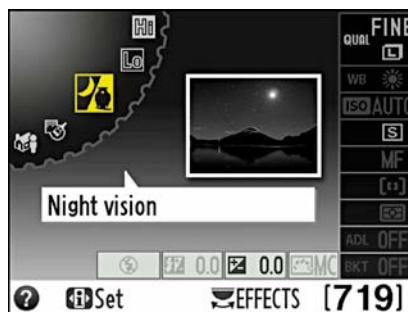 Hi
Lo
QUAL FINE
L
WB
ISO AUTO
S
MF
[ ]
Night vision
ADL OFF
0.0 0.0 MC BKT OFF
? i Set EFFECTS [719]